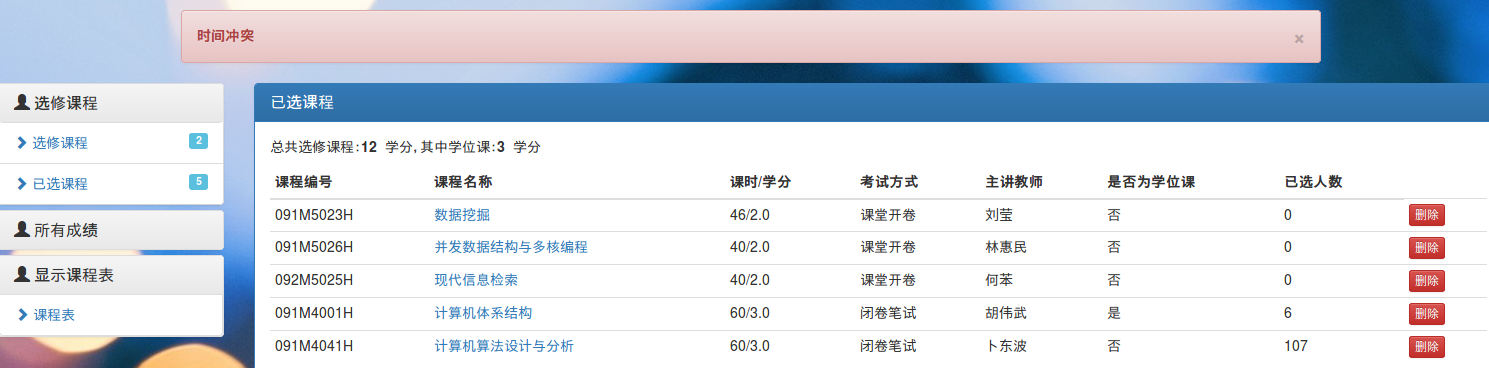 时间冲突 ×
选修课程
选修课程 2
已选课程 5
所有成绩
显示课程表
课程表
已选课程
总共选修课程:12 学分, 其中学位课:3 学分
课程编号 课程名称 课时/学分 考试方式 主讲教师 是否为学位课 已选人数
091M5023H 数据挖掘 46/2.0 课堂开卷 刘莹 否 0 删除
091M5026H 并发数据结构与多核编程 40/2.0 课堂开卷 林惠民 否 0 删除
092M5025H 现代信息检索 40/2.0 课堂开卷 何苯 否 0 删除
091M4001H 计算机体系结构 60/3.0 闭卷笔试 胡伟武 是 6 删除
091M4041H 计算机算法设计与分析 60/3.0 闭卷笔试 卜东波 否 107 删除